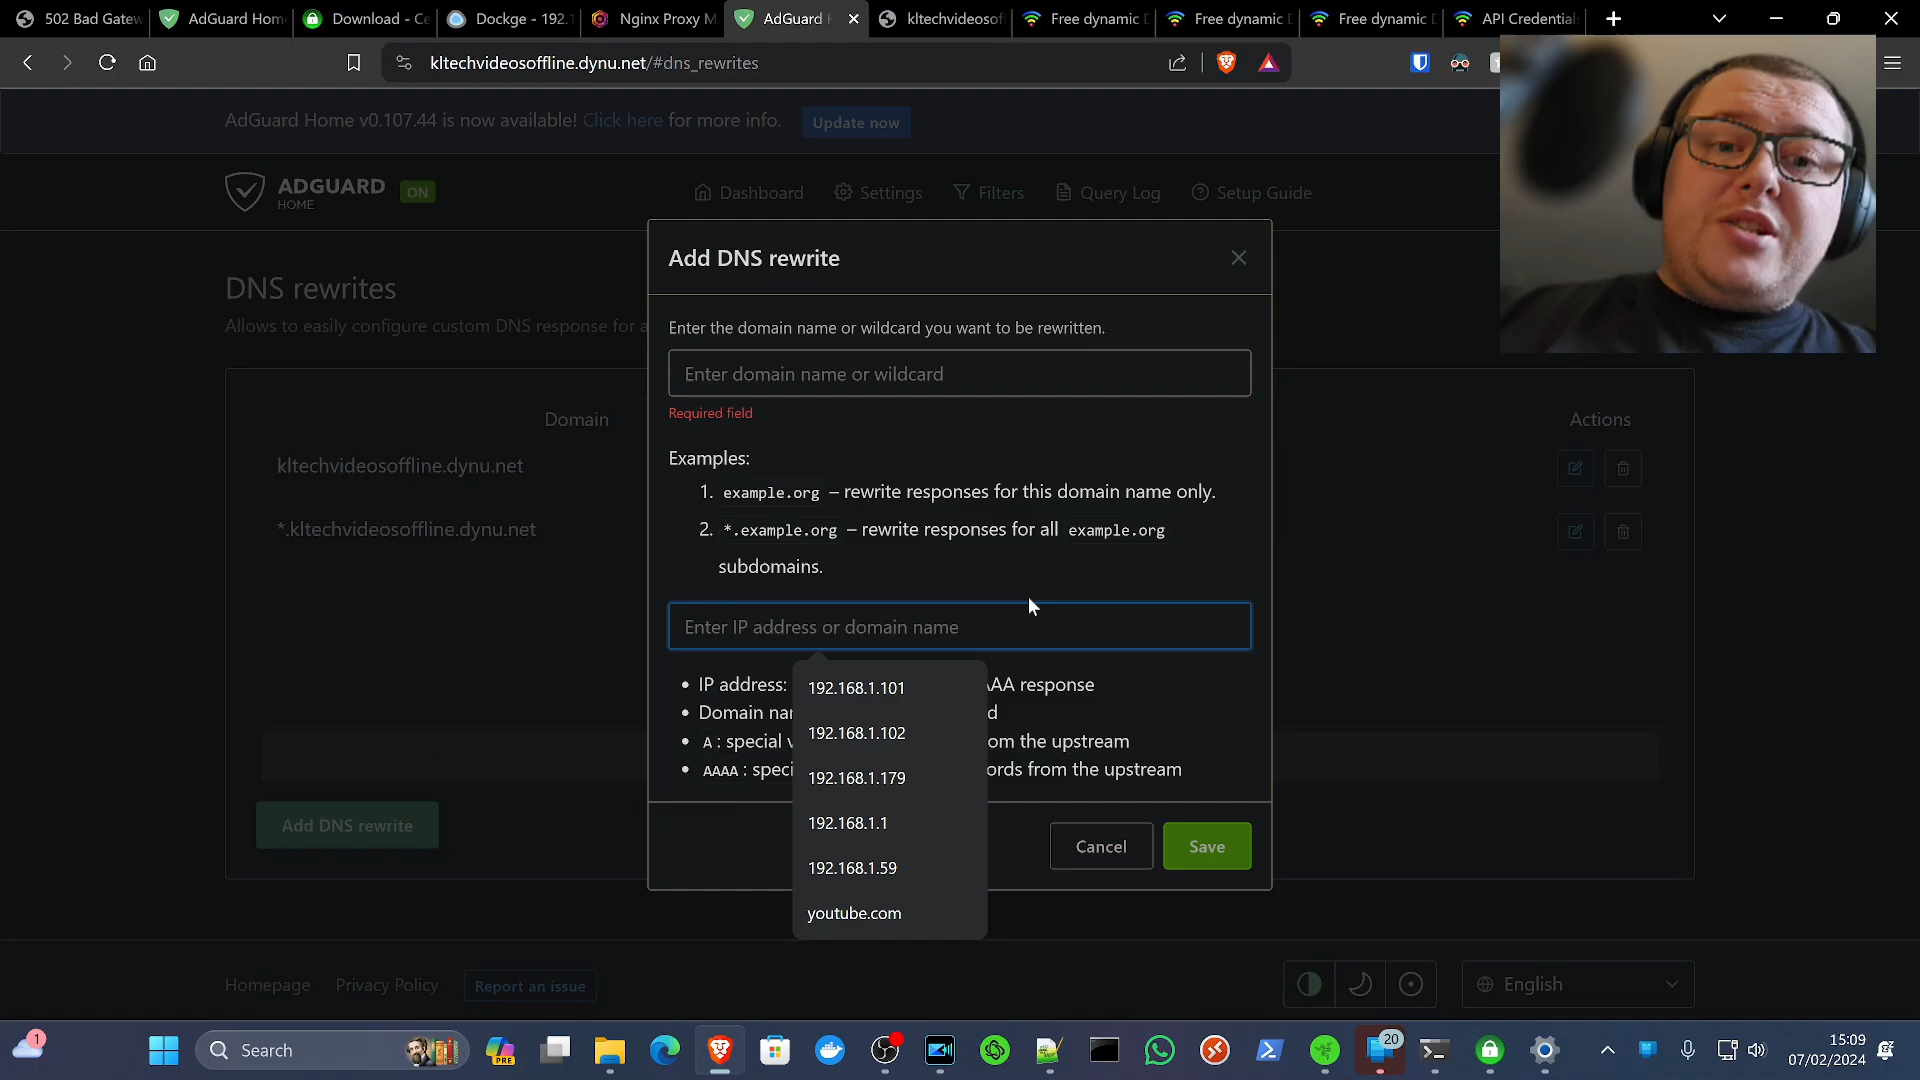 502 Bad Gatew
AdGuard Hom
Download - Ce
Dockge - 192.1
Nginx Proxy M
AdGuard H
kltechvideosof
Free dynamic D
Free dynamic D
Free dynamic D
API Credentials
kltechvideosoffline.dynu.net/#dns_rewrites
AdGuard Home v0.107.44 is now available! Click here for more info.
Update now
ADGUARD
HOME
ON
Dashboard
Settings
Filters
Query Log
Setup Guide
DNS rewrites
Allows to easily configure custom DNS response for a
Domain
Actions
kltechvideosoffline.dynu.net
*.kltechvideosoffline.dynu.net
Add DNS rewrite
Add DNS rewrite
Enter the domain name or wildcard you want to be rewritten.
Enter domain name or wildcard
Required field
Examples:
1. example.org – rewrite responses for this domain name only.
2. *.example.org – rewrite responses for all example.org
subdomains.
Enter IP address or domain name
IP address: AAA response
Domain nar d
A: special v om the upstream
AAAA: speci ords from the upstream
192.168.1.101
192.168.1.102
192.168.1.179
192.168.1.1
192.168.1.59
youtube.com
Cancel
Save
Homepage
Privacy Policy
Report an issue
English
1
Search
PRE
20
15:09
07/02/2024